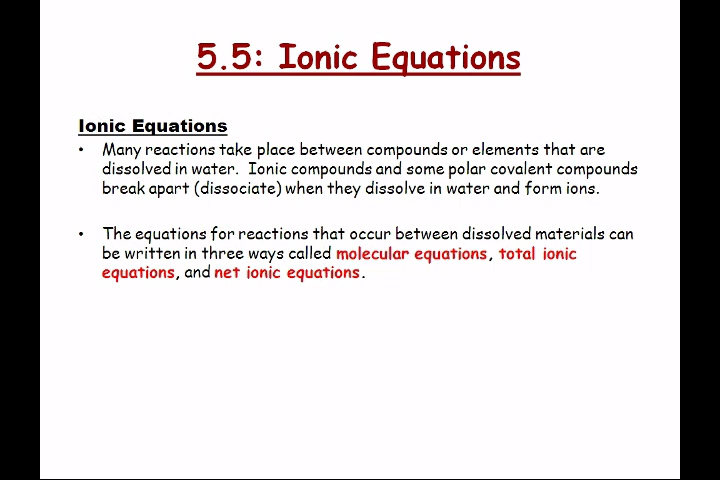 5.5: Ionic Equations
Ionic Equations
• Many reactions take place between compounds or elements that are
dissolved in water. Ionic compounds and some polar covalent compounds
break apart (dissociate) when they dissolve in water and form ions.
• The equations for reactions that occur between dissolved materials can
be written in three ways called molecular equations, total ionic
equations, and net ionic equations.